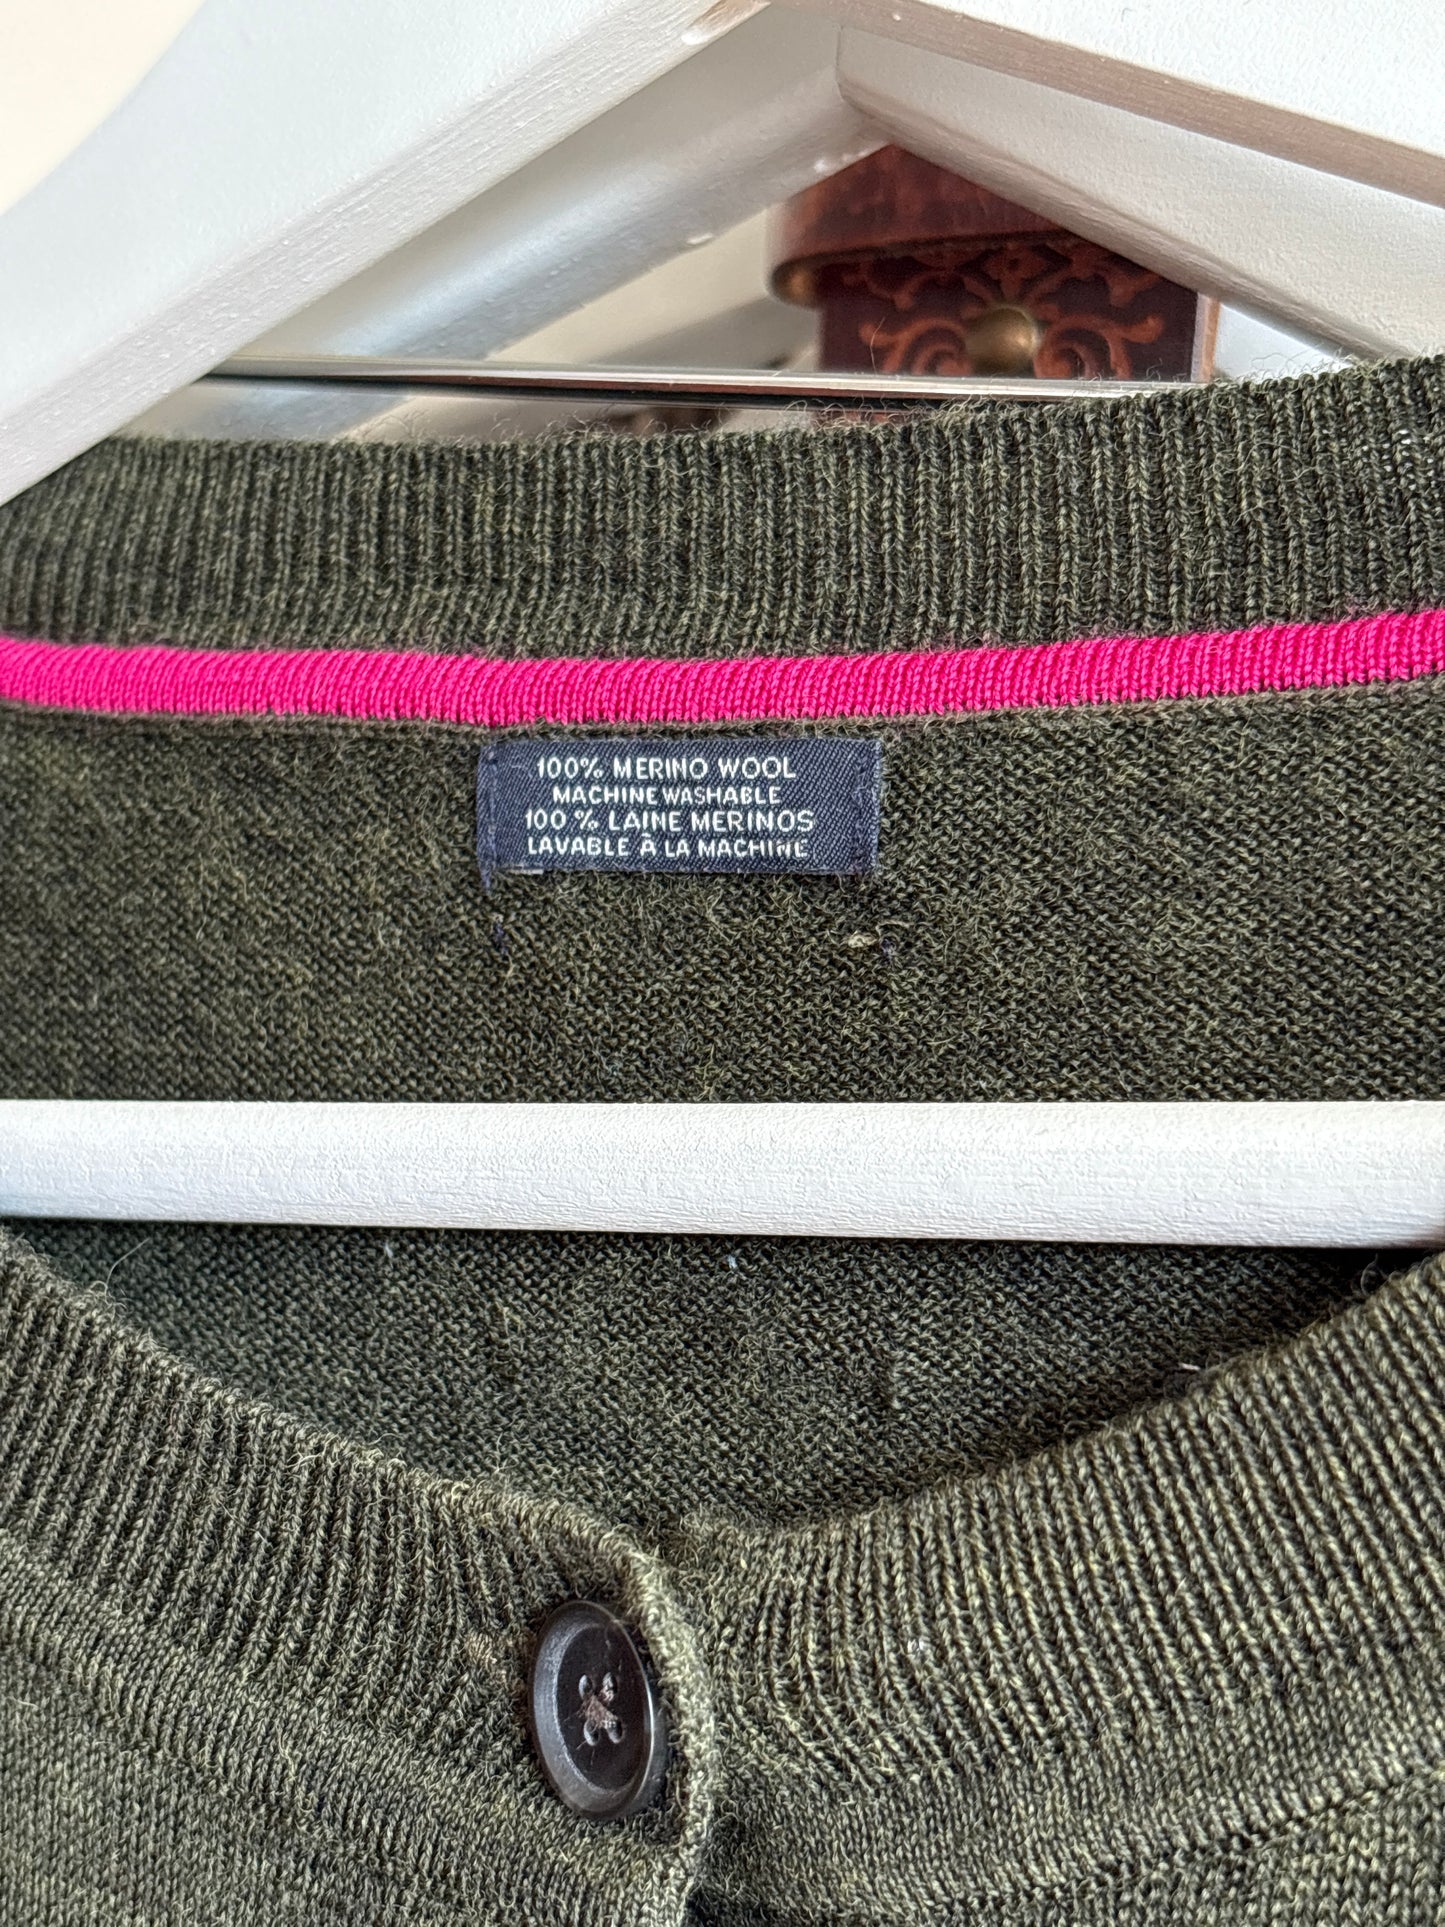 100% MERINO WOOL
MACHINE WASHABLE
100 % LAINE MERINOS
LAVABLE À LA MACHINE